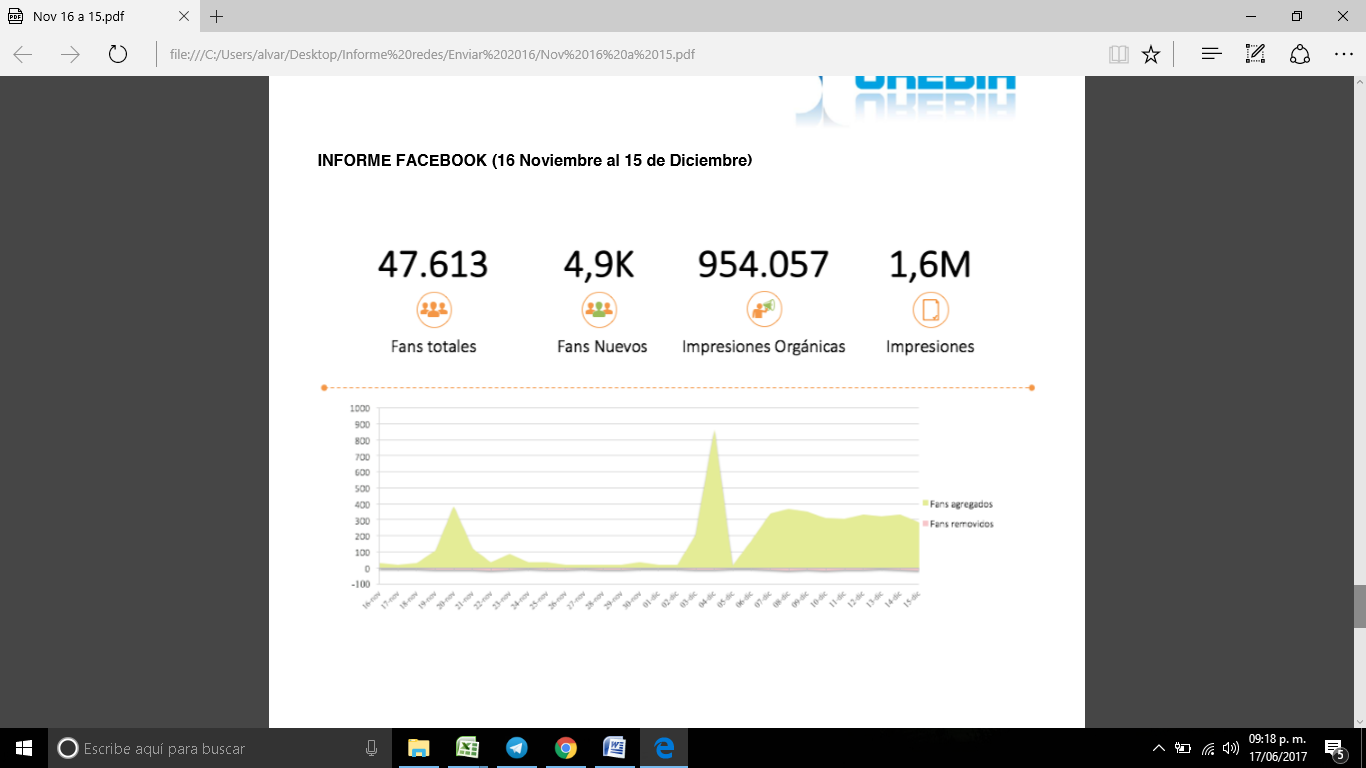 Nov 16 a 15.pdf
file:///C:/Users/alvar/Desktop/Informe%20redes/Enviar%202016/Nov%2016%20a%2015.pdf
INFORME FACEBOOK (16 Noviembre al 15 de Diciembre)
47.613 4,9K 954.057 1,6M
Fans totales Fans Nuevos Impresiones Orgánicas Impresiones
1000
900
800
700
600
500
400
300
200
100
0
-100
Fans agregados
Fans removidos
16-nov 17-nov 18-nov 19-nov 20-nov 21-nov 22-nov 23-nov 24-nov 25-nov 26-nov 27-nov 28-nov 29-nov 30-nov 01-dic 02-dic 03-dic 04-dic 05-dic 06-dic 07-dic 08-dic 09-dic 10-dic 11-dic 12-dic 13-dic 14-dic 15-dic
Escribe aquí para buscar
09:18 p. m.
17/06/2017
5